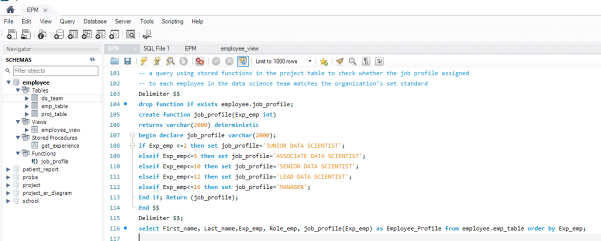 EPM ×
File Edit View Query Database Server Tools Scripting Help
Navigator
SCHEMAS
Filter objects
employee
Tables
ds_team
emp_table
proj_table
Views
employee_view
Stored Procedures
get_experience
Functions
f() job_profile
patient_report
proba
project
project_er_diagram
school
EPM × SQL File 1 EPM employee_view
Limit to 1000 rows
101 -- a query using stored functions in the project table to check whether the job profile assigned
102 -- to each employee in the data science team matches the organization's set standard
103 Delimiter $$
104 drop function if exists employee.job_profile;
105 create function job_profile(Exp_emp int)
106 returns varchar(2000) deterministic
107 begin declare job_profile varchar(2000);
108 if Exp_emp <=2 then set job_profile='JUNIOR DATA SCIENTIST';
109 elseif Exp_emp<=5 then set job_profile='ASSOCIATE DATA SCIENTIST';
110 elseif Exp_emp<=10 then set job_profile='SENIOR DATA SCIENTIST';
111 elseif Exp_emp<=12 then set job_profile='LEAD DATA SCIENTIST';
112 elseif Exp_emp<=16 then set job_profile='MANAGER';
113 End if; Return (job_profile);
114 End $$
115 Delimiter $$;
116 select First_name, Last_name,Exp_emp, Role_emp, job_profile(Exp_emp) as Employee_Profile from employee.emp_table order by Exp_emp;
117